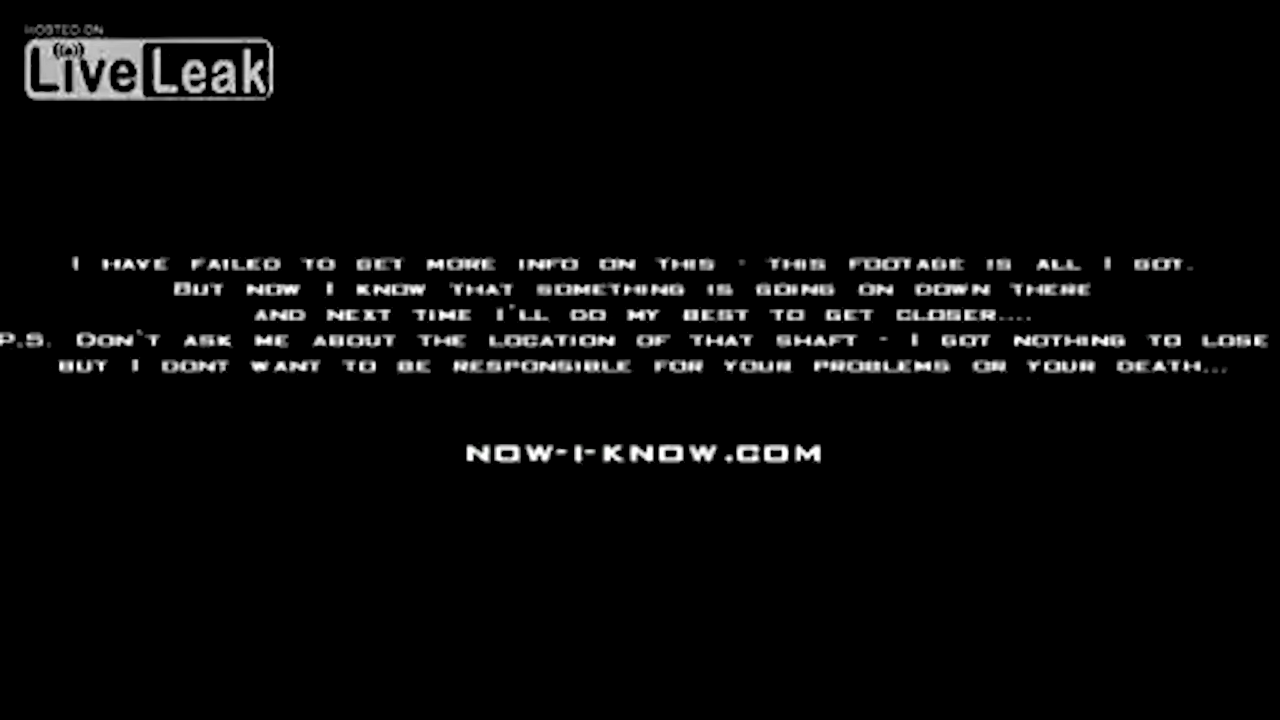 HOSTED ON
LiveLeak
I HAVE FAILED TO GET MORE INFO ON THIS - THIS FOOTAGE IS ALL I GOT.
BUT NOW I KNOW THAT SOMETHING IS GOING ON DOWN THERE
AND NEXT TIME I'LL DO MY BEST TO GET CLOSER....
P.S. DON'T ASK ME ABOUT THE LOCATION OF THAT SHAFT - I GOT NOTHING TO LOSE
BUT I DONT WANT TO BE RESPONSIBLE FOR YOUR PROBLEMS OR YOUR DEATH...
NOW-I-KNOW.COM